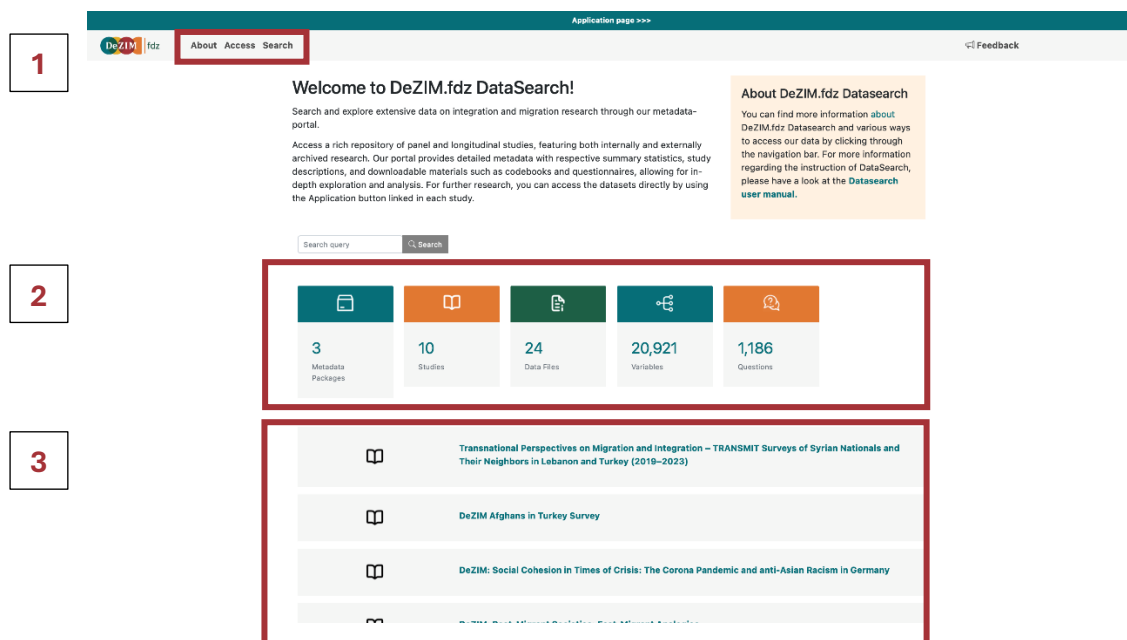 Application page >>>
1
DeZIM fdz
About Access Search
Feedback
Welcome to DeZIM.fdz DataSearch!
Search and explore extensive data on integration and migration research through our metadata-
portal.
Access a rich repository of panel and longitudinal studies, featuring both internally and externally
archived research. Our portal provides detailed metadata with respective summary statistics, study
descriptions, and downloadable materials such as codebooks and questionnaires, allowing for in-
depth exploration and analysis. For further research, you can access the datasets directly by using
the Application button linked in each study.
About DeZIM.fdz Datasearch
You can find more information about
DeZIM.fdz Datasearch and various ways
to access our data by clicking through
the navigation bar. For more information
regarding the instruction of DataSearch,
please have a look at the Datasearch
user manual.
Search query
Search
2
3
Metadata
Packages
10
Studies
24
Data Files
20,921
Variables
1,186
Questions
3
Transnational Perspectives on Migration and Integration – TRANSMIT Surveys of Syrian Nationals and
Their Neighbors in Lebanon and Turkey (2019–2023)
DeZIM Afghans in Turkey Survey
DeZIM: Social Cohesion in Times of Crisis: The Corona Pandemic and anti-Asian Racism in Germany